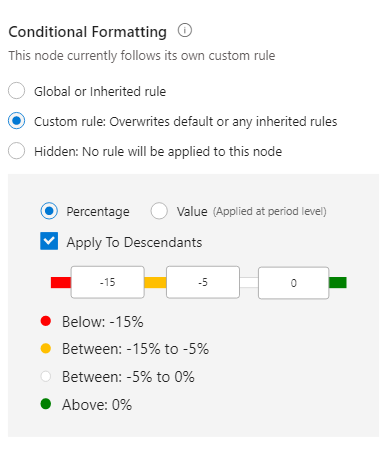 Conditional Formatting
This node currently follows its own custom rule
Global or Inherited rule
Custom rule: Overwrites default or any inherited rules
Hidden: No rule will be applied to this node
Percentage Value (Applied at period level)
Apply To Descendants
-15 -5 0
Below: -15%
Between: -15% to -5%
Between: -5% to 0%
Above: 0%